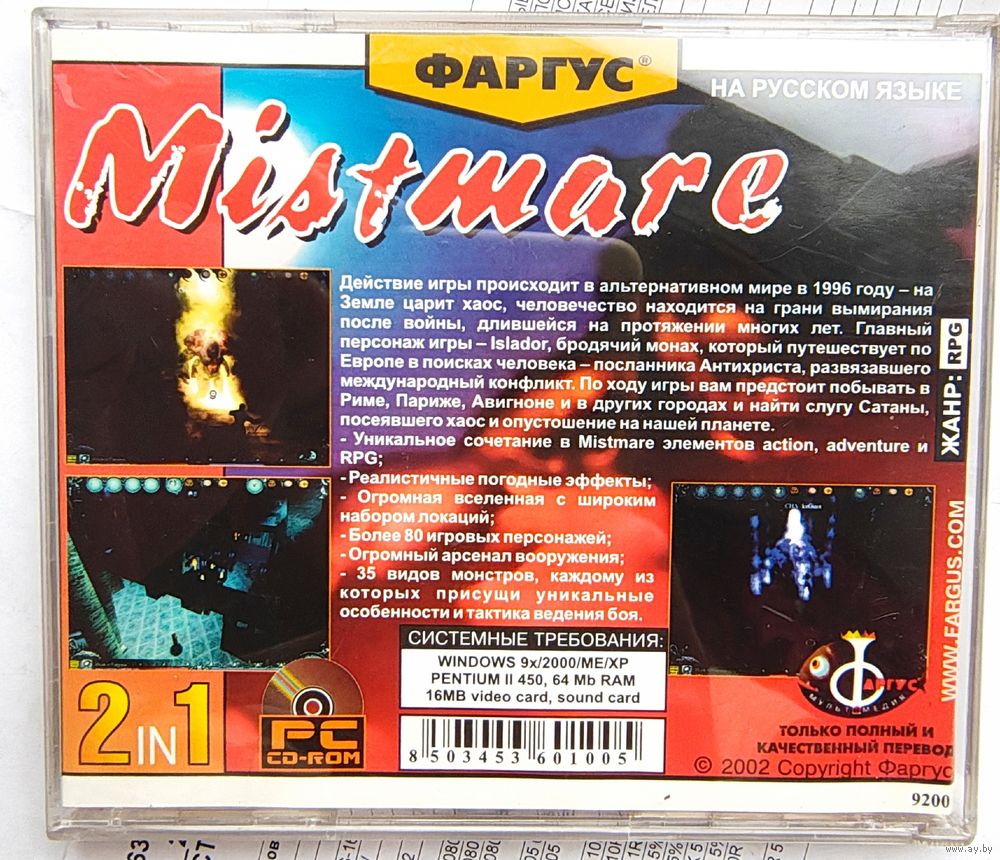 ФАРГУС®
НА РУССКОМ ЯЗЫКЕ
Mistmare
Действие игры происходит в альтернативном мире в 1996 году – на
Земле царит хаос, человечество находится на грани вымирания
после войны, длившейся на протяжении многих лет. Главный
персонаж игры – Islador, бродячий монах, который путешествует по
Европе в поисках человека – посланника Антихриста, развязавшего
международный конфликт. По ходу игры вам предстоит побывать в
Риме, Париже, Авигноне и в других городах и найти слугу Сатаны,
посеявшего хаос и опустошение на нашей планете.
- Уникальное сочетание в Mistmare элементов action, adventure и
RPG;
- Реалистичные погодные эффекты;
- Огромная вселенная с широким
набором локаций;
- Более 80 игровых персонажей;
- Огромный арсенал вооружения;
- 35 видов монстров, каждому из
которых присущи уникальные
особенности и тактика ведения боя.
ЖАНР: RPG
WWW.FARGUS.COM
СИСТЕМНЫЕ ТРЕБОВАНИЯ:
WINDOWS 9x/2000/ME/XP
PENTIUM II 450, 64 Mb RAM
16MB video card, sound card
2 IN 1
PC
CD-ROM
8 503453 601005
ФАРГУС
МУЛЬТИМЕДИА
ТОЛЬКО ПОЛНЫЙ И
КАЧЕСТВЕННЫЙ ПЕРЕВОД
© 2002 Copyright Фаргус
9200
www.ay.by